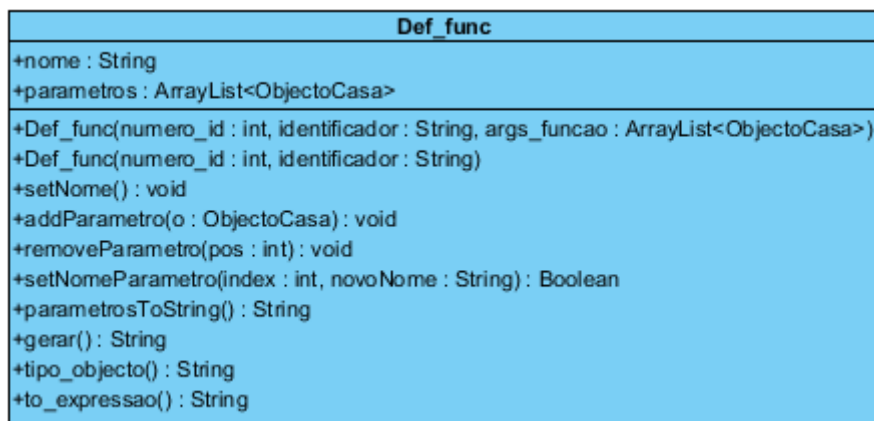 Def_func
+nome : String
+parametros : ArrayList<ObjectoCasa>
+Def_func(numero_id : int, identificador : String, args_funcao : ArrayList<ObjectoCasa>)
+Def_func(numero_id : int, identificador : String)
+setNome() : void
+addParametro(o : ObjectoCasa) : void
+removeParametro(pos : int) : void
+setNomeParametro(index : int, novoNome : String) : Boolean
+parametrosToString() : String
+gerar() : String
+tipo_objecto() : String
+to_expressao() : String